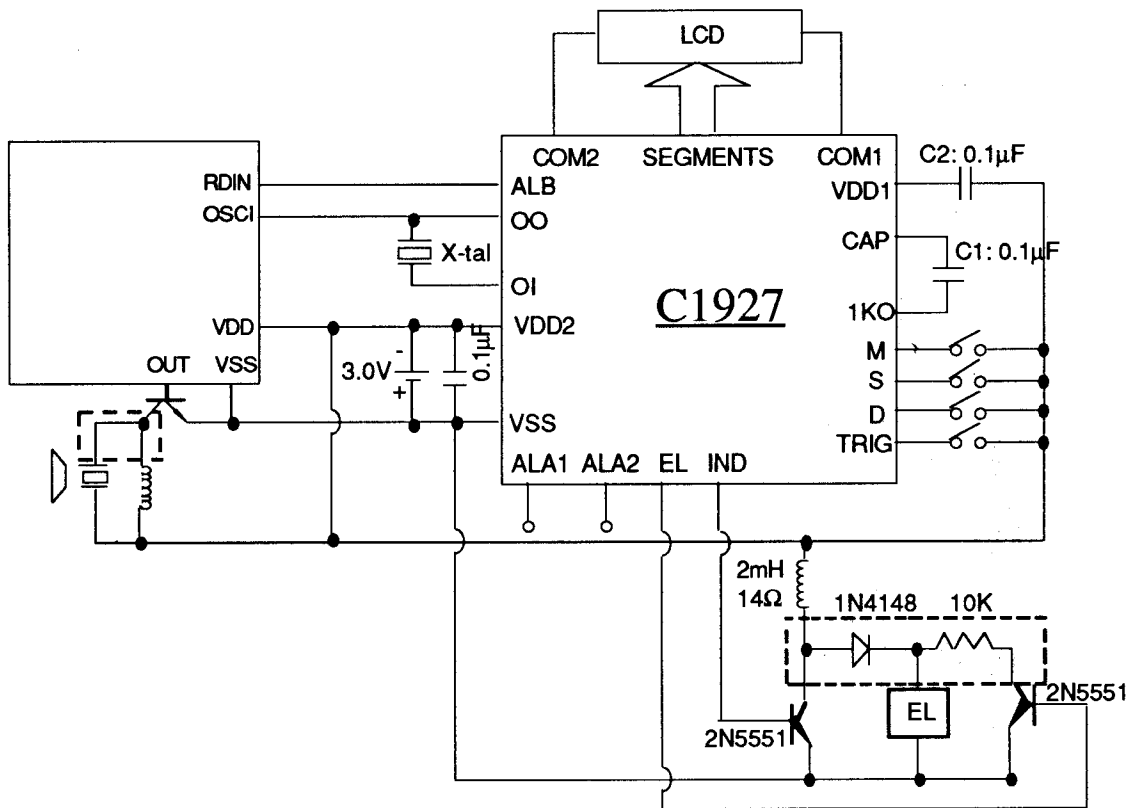 LCD
COM2 SEGMENTS COM1
C2: 0.1μF
RDIN
ALB
VDD1
OSCI
OO
X-tal
CAP
C1: 0.1μF
OI
C1927
1KO
VDD
VDD2
OUT VSS
3.0V
-
+
0.1μF
M
S
D
TRIG
VSS
ALA1 ALA2 EL IND
2mH
14Ω
1N4148 10K
EL
2N5551
2N5551